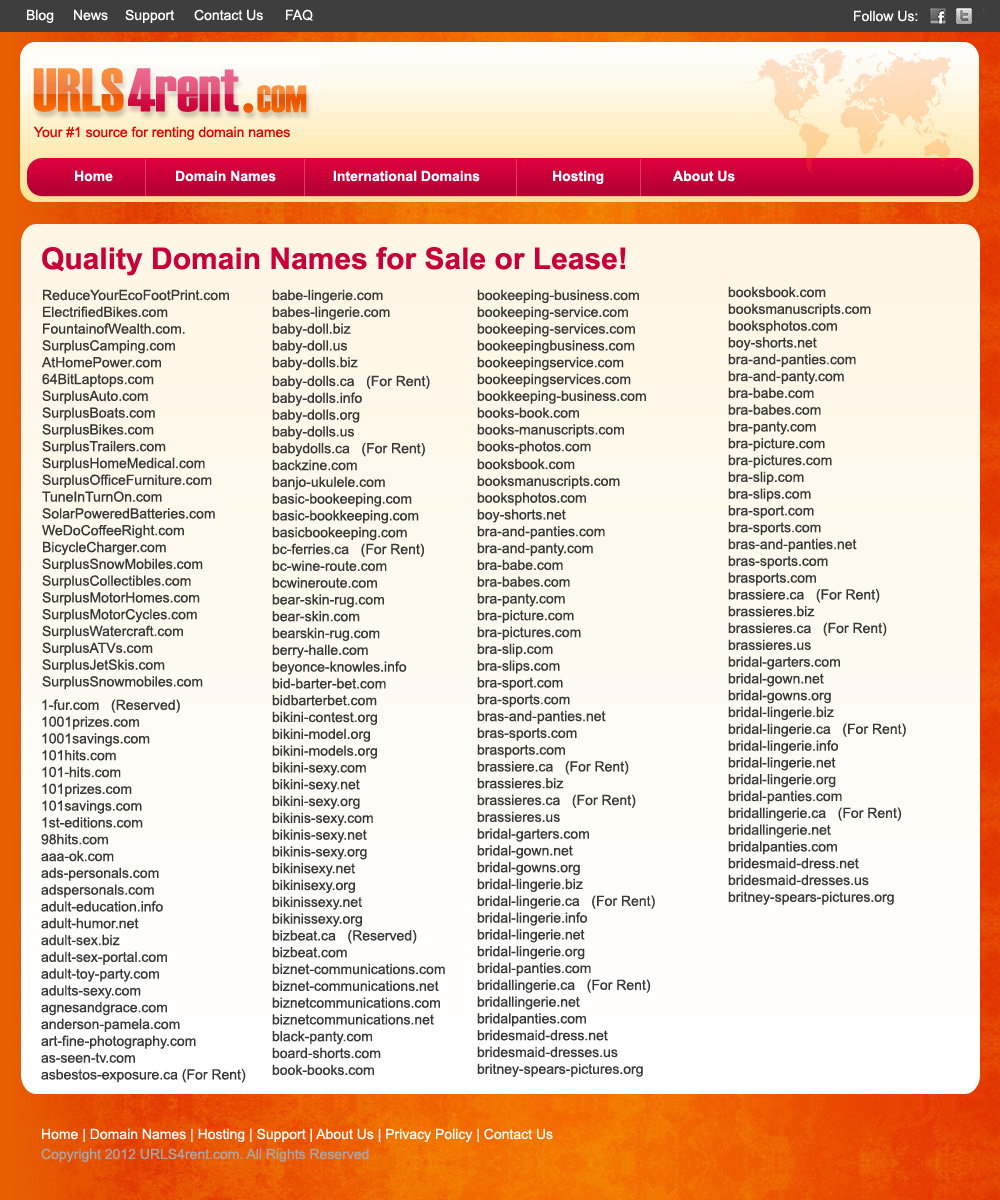 Blog News Support Contact Us FAQ Follow Us:
URLS4rent.com
Your #1 source for renting domain names
Home Domain Names International Domains Hosting About Us
Quality Domain Names for Sale or Lease!
ReduceYourEcoFootPrint.com
ElectrifiedBikes.com
FountainofWealth.com.
SurplusCamping.com
AtHomePower.com
64BitLaptops.com
SurplusAuto.com
SurplusBoats.com
SurplusBikes.com
SurplusTrailers.com
SurplusHomeMedical.com
SurplusOfficeFurniture.com
TuneInTurnOn.com
SolarPoweredBatteries.com
WeDoCoffeeRight.com
BicycleCharger.com
SurplusSnowMobiles.com
SurplusCollectibles.com
SurplusMotorHomes.com
SurplusMotorCycles.com
SurplusWatercraft.com
SurplusATVs.com
SurplusJetSkis.com
SurplusSnowmobiles.com
1-fur.com (Reserved)
1001prizes.com
1001savings.com
101hits.com
101-hits.com
101prizes.com
101savings.com
1st-editions.com
98hits.com
aaa-ok.com
ads-personals.com
adspersonals.com
adult-education.info
adult-humor.net
adult-sex.biz
adult-sex-portal.com
adult-toy-party.com
adults-sexy.com
agnesandgrace.com
anderson-pamela.com
art-fine-photography.com
as-seen-tv.com
asbestos-exposure.ca (For Rent)
babe-lingerie.com
babes-lingerie.com
baby-doll.biz
baby-doll.us
baby-dolls.biz
baby-dolls.ca (For Rent)
baby-dolls.info
baby-dolls.org
baby-dolls.us
babydolls.ca (For Rent)
backzine.com
banjo-ukulele.com
basic-bookeeping.com
basic-bookkeeping.com
basicbookeeping.com
bc-ferries.ca (For Rent)
bc-wine-route.com
bcwineroute.com
bear-skin-rug.com
bear-skin.com
bearskin-rug.com
berry-halle.com
beyonce-knowles.info
bid-barter-bet.com
bidbarterbet.com
bikini-contest.org
bikini-model.org
bikini-models.org
bikini-sexy.com
bikini-sexy.net
bikini-sexy.org
bikinis-sexy.com
bikinis-sexy.net
bikinis-sexy.org
bikinisexy.net
bikinisexy.org
bikinissexy.net
bikinissexy.org
bizbeat.ca (Reserved)
bizbeat.com
biznet-communications.com
biznet-communications.net
biznetcommunications.com
biznetcommunications.net
black-panty.com
board-shorts.com
book-books.com
bookeeping-business.com
bookeeping-service.com
bookeeping-services.com
bookeepingbusiness.com
bookeepingservice.com
bookeepingservices.com
bookkeeping-business.com
books-book.com
books-manuscripts.com
books-photos.com
booksbook.com
booksmanuscripts.com
booksphotos.com
boy-shorts.net
bra-and-panties.com
bra-and-panty.com
bra-babe.com
bra-babes.com
bra-panty.com
bra-picture.com
bra-pictures.com
bra-slip.com
bra-slips.com
bra-sport.com
bra-sports.com
bras-and-panties.net
bras-sports.com
brasports.com
brassiere.ca (For Rent)
brassieres.biz
brassieres.ca (For Rent)
brassieres.us
bridal-garters.com
bridal-gown.net
bridal-gowns.org
bridal-lingerie.biz
bridal-lingerie.ca (For Rent)
bridal-lingerie.info
bridal-lingerie.net
bridal-lingerie.org
bridal-panties.com
bridallingerie.ca (For Rent)
bridallingerie.net
bridalpanties.com
bridesmaid-dress.net
bridesmaid-dresses.us
britney-spears-pictures.org
booksbook.com
booksmanuscripts.com
booksphotos.com
boy-shorts.net
bra-and-panties.com
bra-and-panty.com
bra-babe.com
bra-babes.com
bra-panty.com
bra-picture.com
bra-pictures.com
bra-slip.com
bra-slips.com
bra-sport.com
bra-sports.com
bras-and-panties.net
bras-sports.com
brasports.com
brassiere.ca (For Rent)
brassieres.biz
brassieres.ca (For Rent)
brassieres.us
bridal-garters.com
bridal-gown.net
bridal-gowns.org
bridal-lingerie.biz
bridal-lingerie.ca (For Rent)
bridal-lingerie.info
bridal-lingerie.net
bridal-lingerie.org
bridal-panties.com
bridallingerie.ca (For Rent)
bridallingerie.net
bridalpanties.com
bridesmaid-dress.net
bridesmaid-dresses.us
britney-spears-pictures.org
Home | Domain Names | Hosting | Support | About Us | Privacy Policy | Contact Us
Copyright 2012 URLS4rent.com. All Rights Reserved